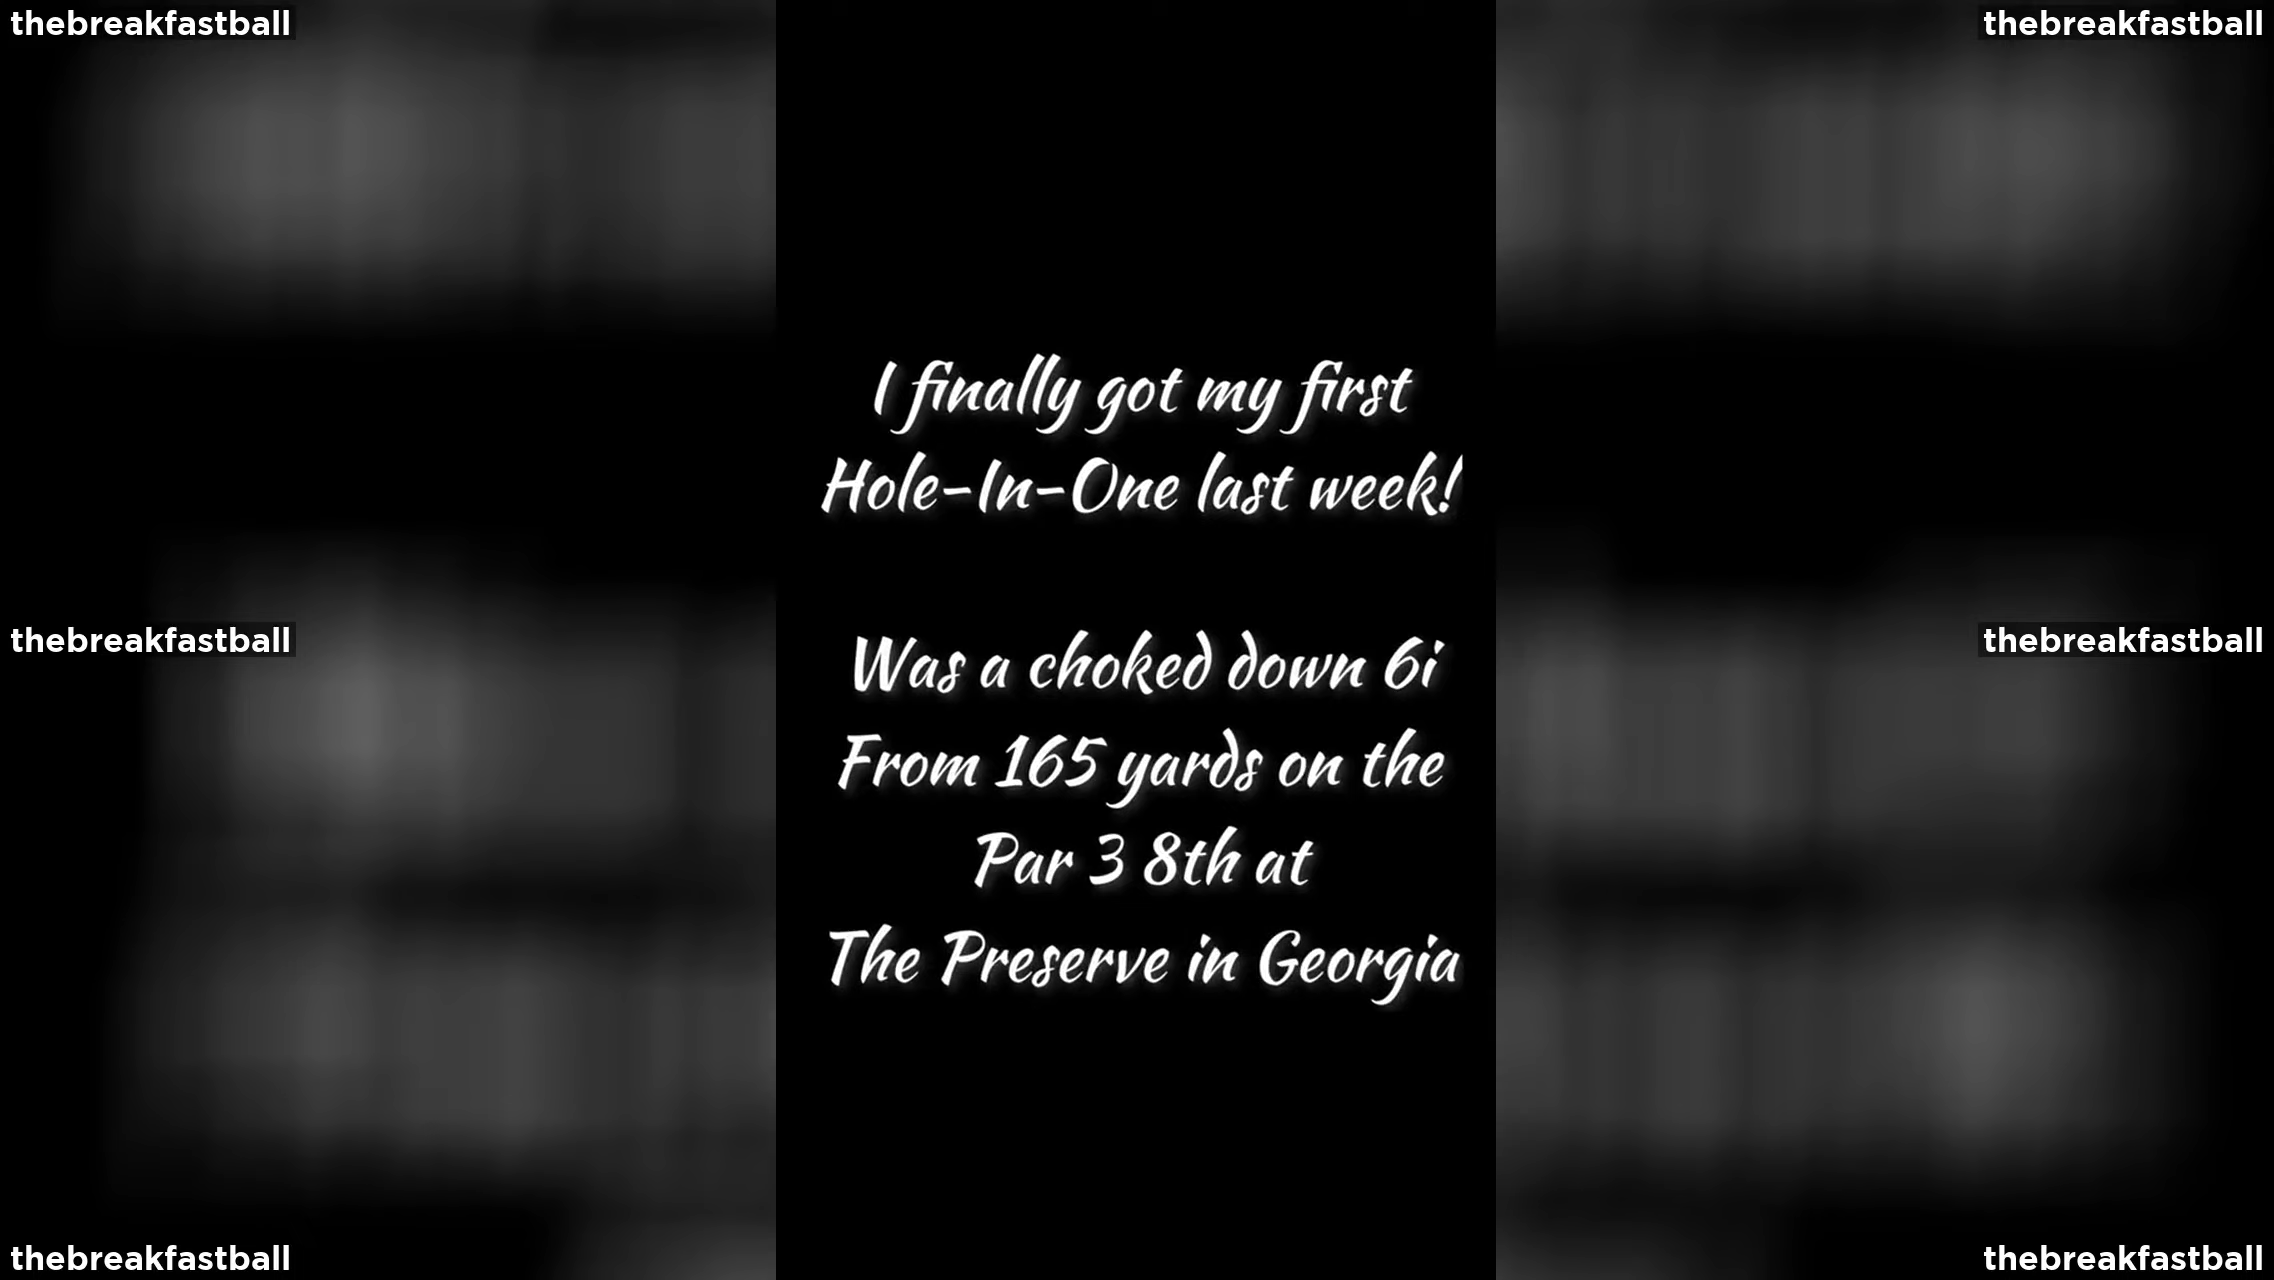 thebreakfastball
thebreakfastball
I finally got my first
Hole-In-One last week!
thebreakfastball
thebreakfastball
Was a choked down 6i
From 165 yards on the
Par 3 8th at
The Preserve in Georgia
thebreakfastball
thebreakfastball